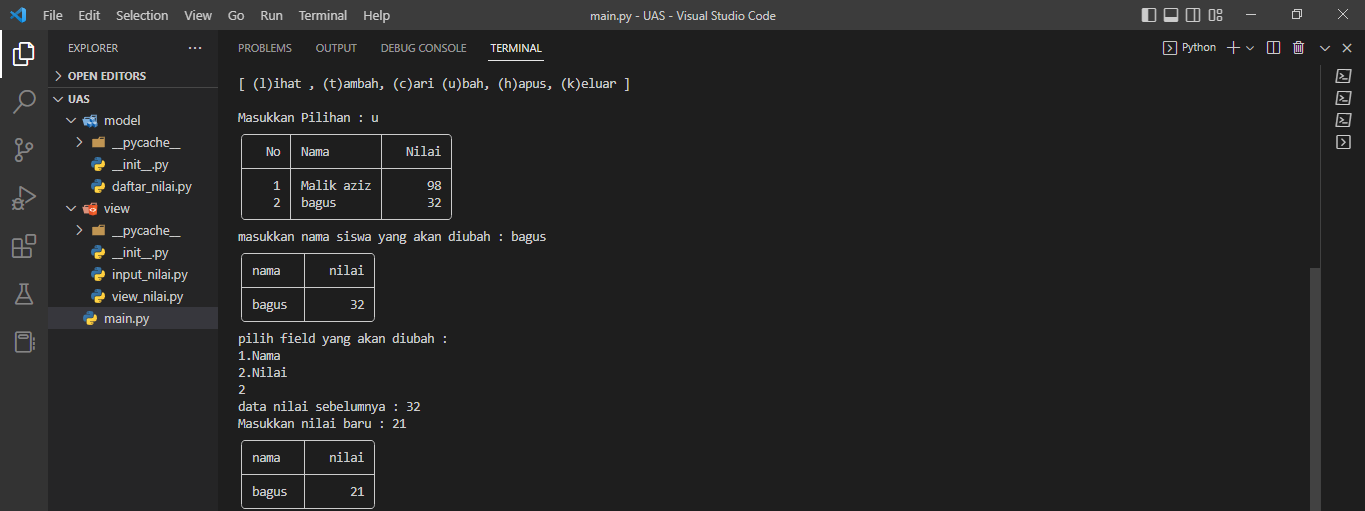 File Edit Selection View Go Run Terminal Help main.py - UAS - Visual Studio Code
EXPLORER
OPEN EDITORS
UAS
model
__pycache__
__init__.py
daftar_nilai.py
view
__pycache__
__init__.py
input_nilai.py
view_nilai.py
main.py
PROBLEMS OUTPUT DEBUG CONSOLE TERMINAL Python
[ (l)ihat , (t)ambah, (c)ari (u)bah, (h)apus, (k)eluar ]
Masukkan Pilihan : u
No Nama Nilai
1 Malik aziz 98
2 bagus 32
masukkan nama siswa yang akan diubah : bagus
nama nilai
bagus 32
pilih field yang akan diubah :
1.Nama
2.Nilai
2
data nilai sebelumnya : 32
Masukkan nilai baru : 21
nama nilai
bagus 21